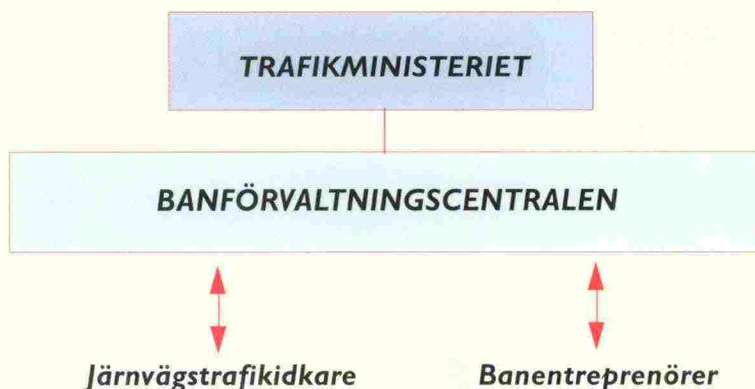 TRAFIKMINISTERIET
BANFÖRVALTNINGSCENTRALEN
Järnvägstrafikidkare Banentreprenörer